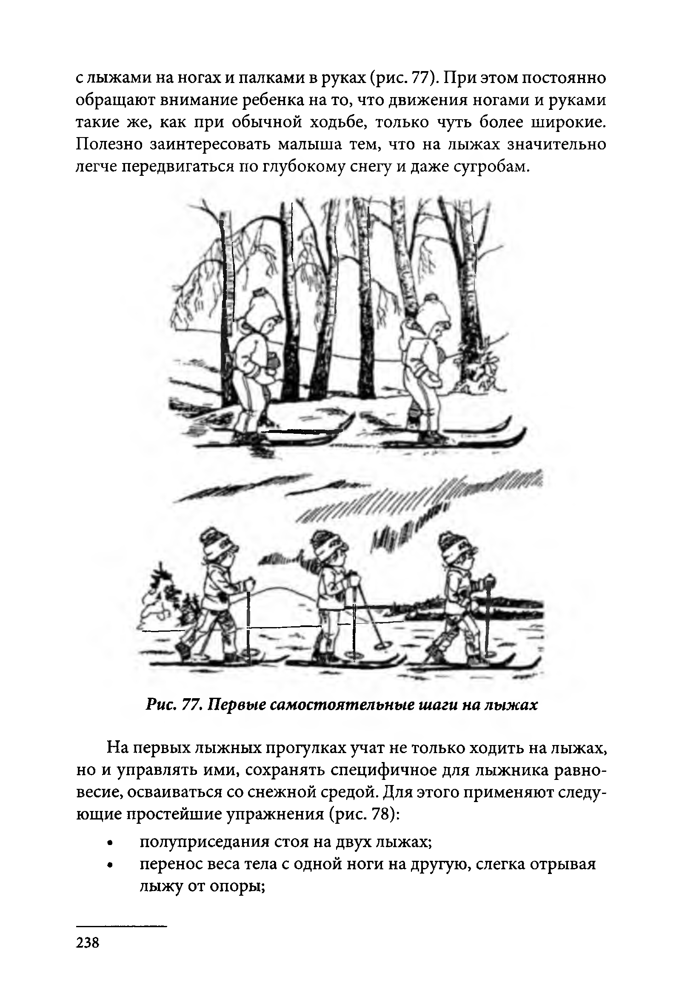 с лыжами на ногах и палками в руках (рис. 77). При этом постоянно
обращают внимание ребенка на то, что движения ногами и руками
такие же, как при обычной ходьбе, только чуть более широкие.
Полезно заинтересовать малыша тем, что на лыжах значительно
легче передвигаться по глубокому снегу и даже сугробам.
Рис. 77. Первые самостоятельные шаги на лыжах
На первых лыжных прогулках учат не только ходить на лыжах,
но и управлять ими, сохранять специфичное для лыжника равно-
весие, осваиваться со снежной средой. Для этого применяют следу-
ющие простейшие упражнения (рис. 78):
• полуприседания стоя на двух лыжах;
• перенос веса тела с одной ноги на другую, слегка отрывая
лыжу от опоры;
238